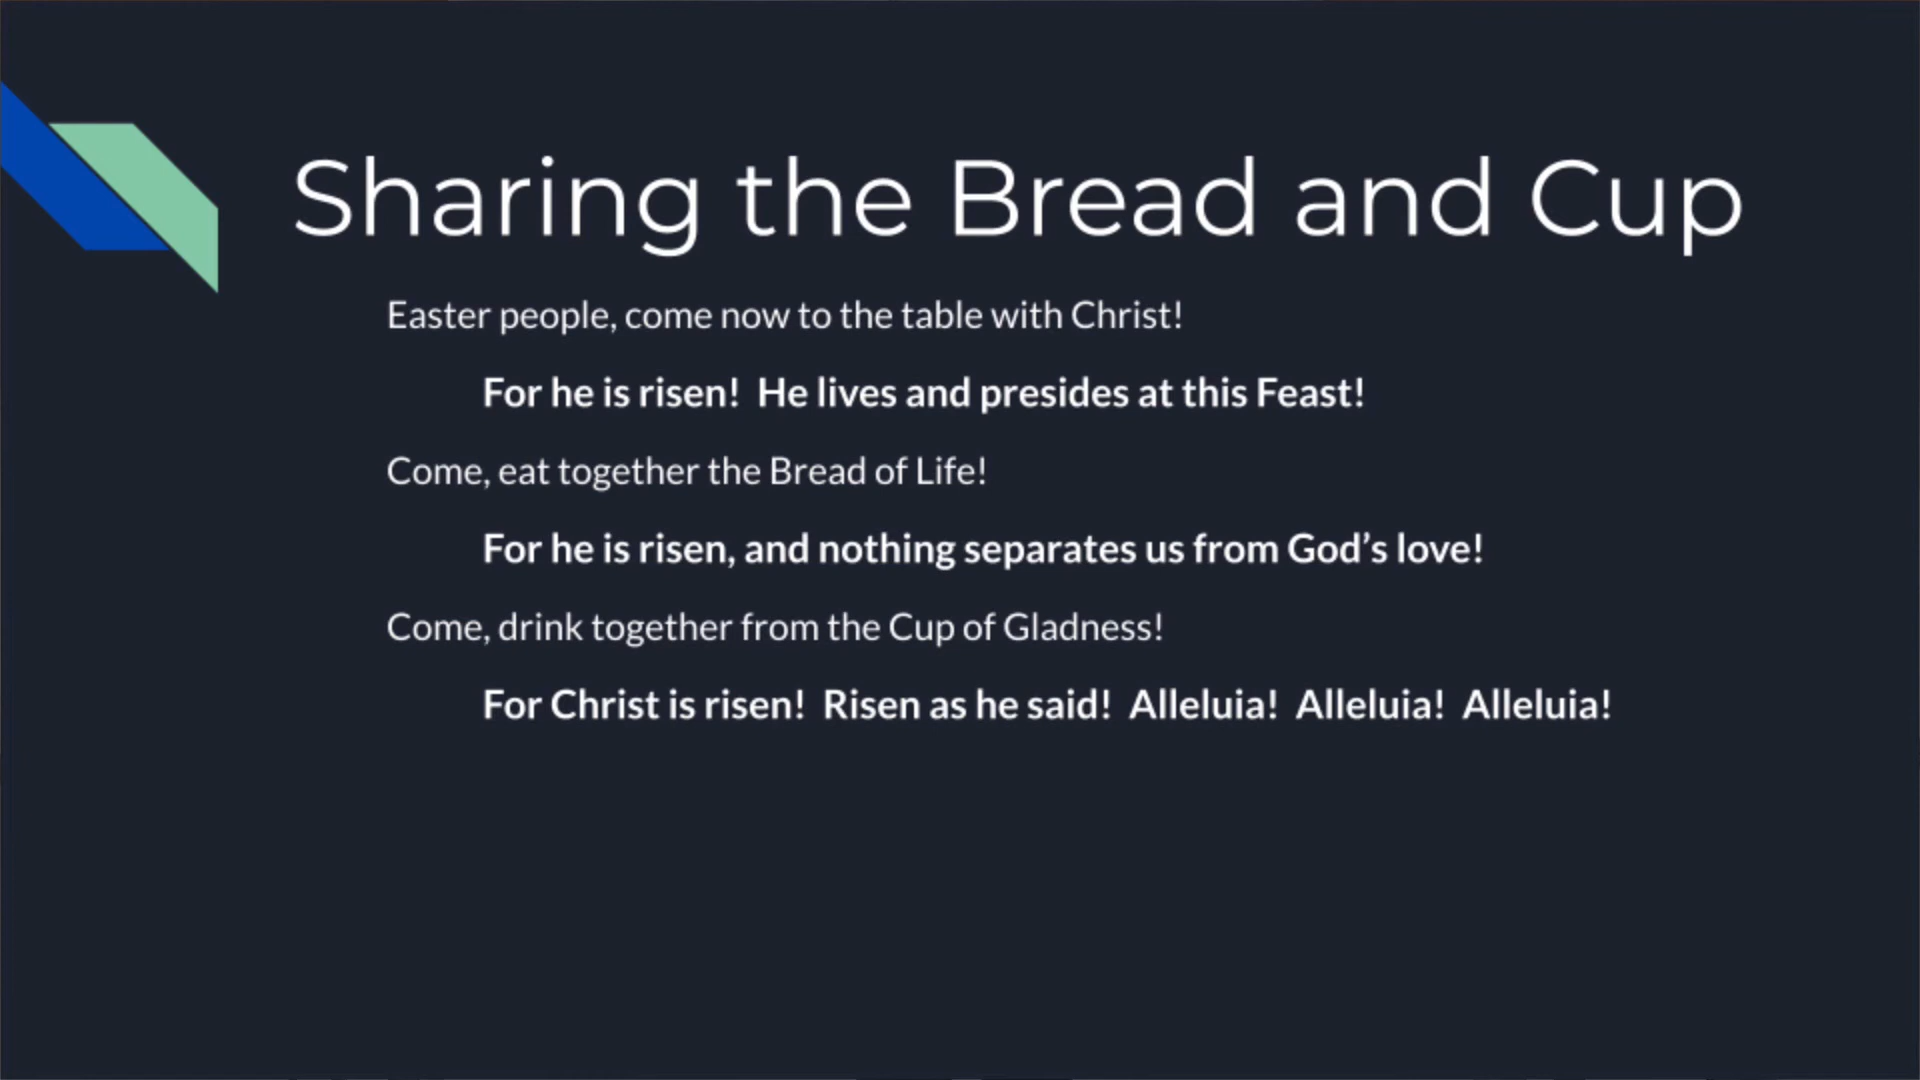 Sharing the Bread and Cup
Easter people, come now to the table with Christ!
For he is risen!  He lives and presides at this Feast!
Come, eat together the Bread of Life!
For he is risen, and nothing separates us from God’s love!
Come, drink together from the Cup of Gladness!
For Christ is risen!  Risen as he said!  Alleluia!  Alleluia!  Alleluia!